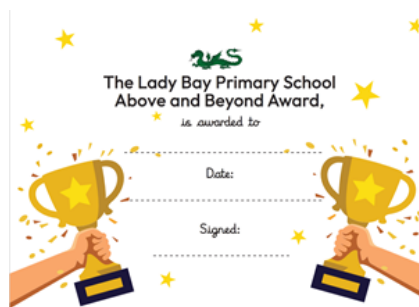 The Lady Bay Primary School
Above and Beyond Award,
is awarded to
Date:
Signed: